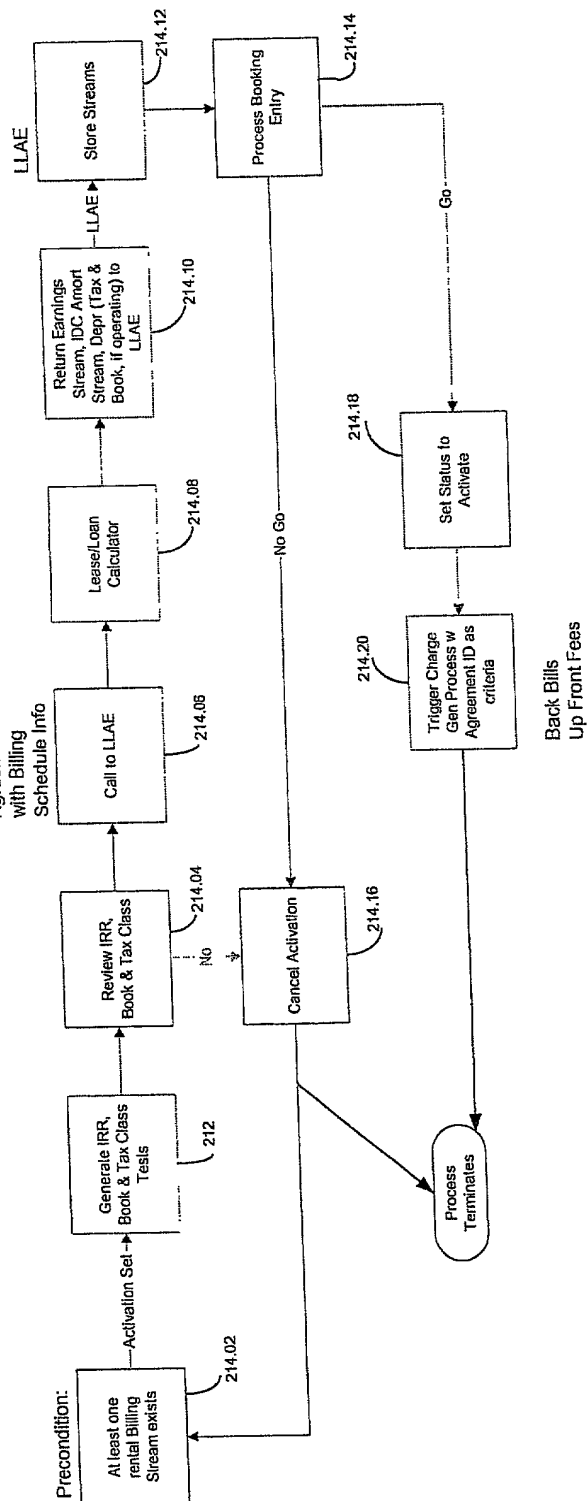 Precondition:
At least one
rental Billing
Stream exists
214.02
Activation Set
Generate IRR,
Book & Tax Class
Tests
212
Review IRR,
Book & Tax Class
214.04
No
with Billing
Schedule Info
Call to LLAE
214.06
Lease/Loan
Calculator
214.08
Return Earnings
Stream, IDC Amort
Stream, Depr (Tax &
Book, if operating) to
LLAE
214.10
LLAE
LLAE
Store Streams
214.12
Process Booking
Entry
214.14
No Go
Cancel Activation
214.16
Go
214.18
Set Status to
Activate
214.20
Trigger Charge
Gen Process w
Agreement ID as
criteria
Back Bills
Up Front Fees
Process
Terminates